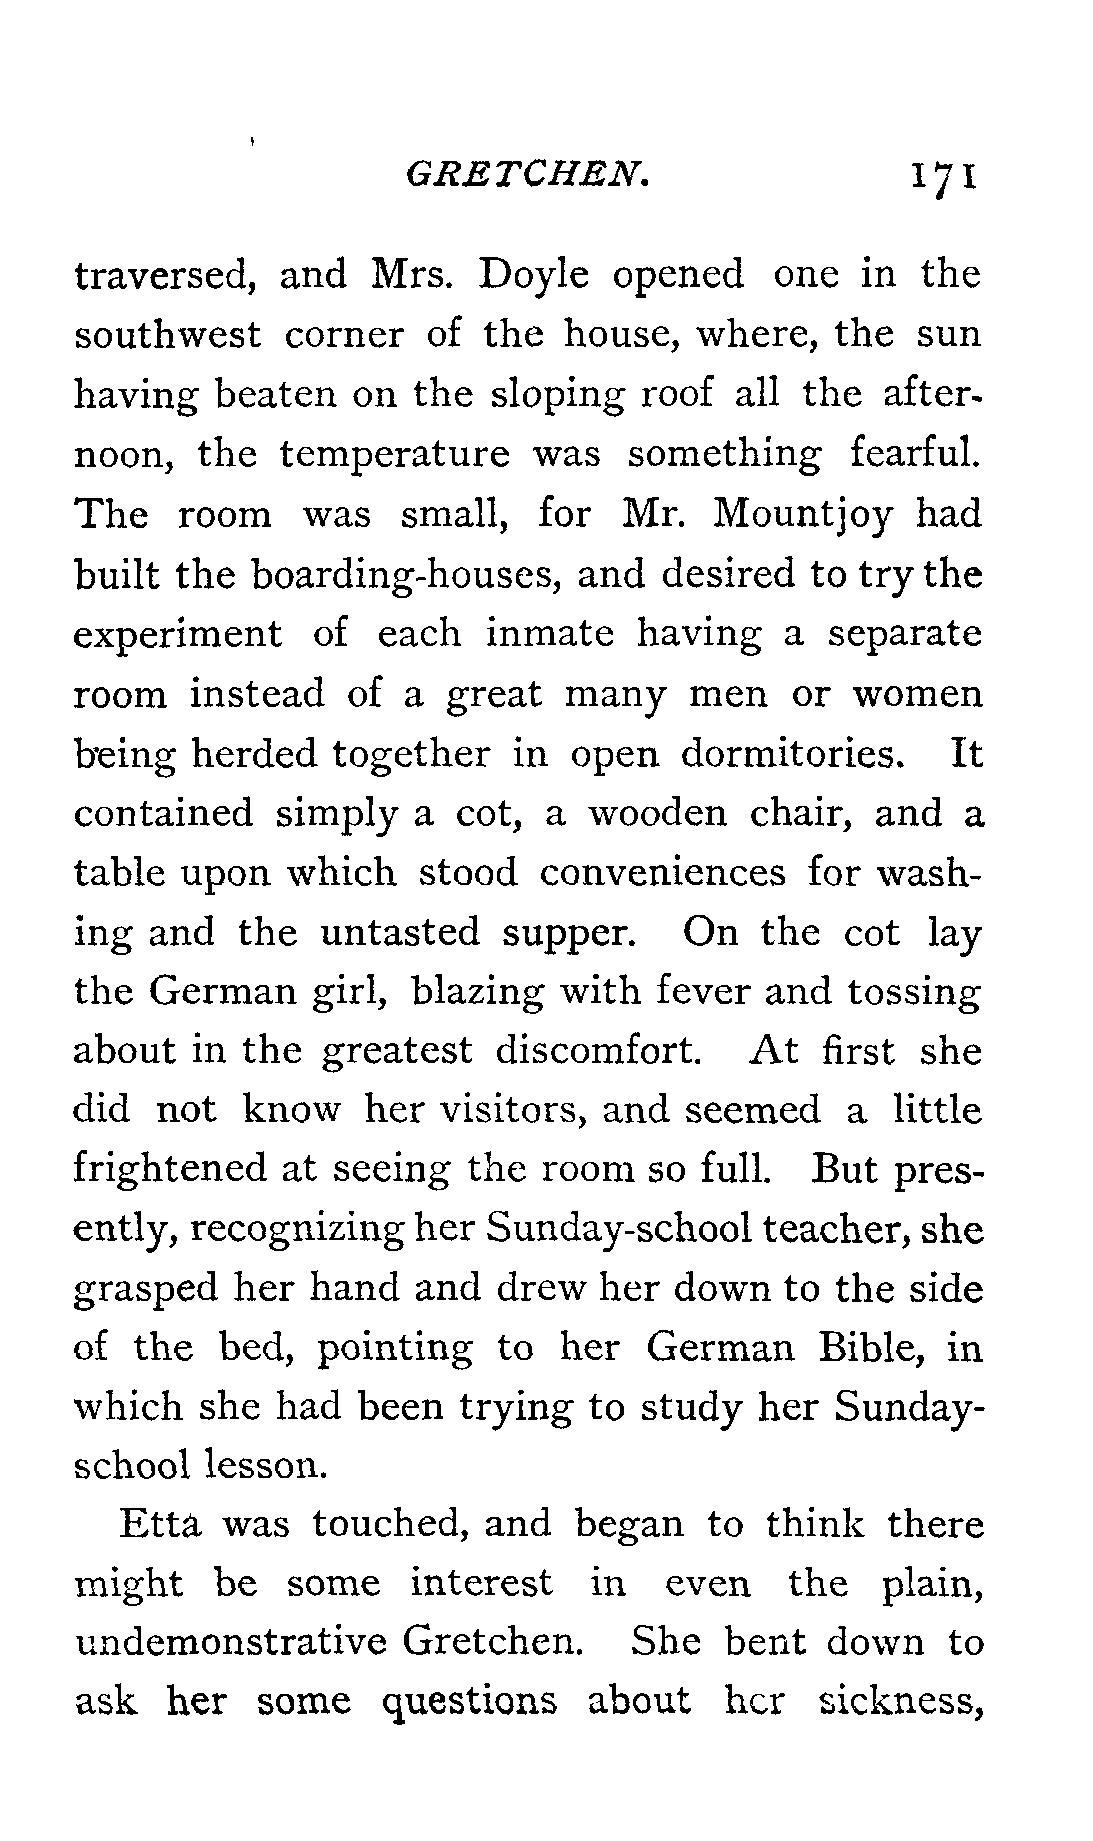 GRETCHEN. 171
traversed, and Mrs. Doyle opened one in the
southwest corner of the house, where, the sun
having beaten on the sloping roof all the after-
noon, the temperature was something fearful.
The room was small, for Mr. Mountjoy had
built the boarding-houses, and desired to try the
experiment of each inmate having a separate
room instead of a great many men or women
being herded together in open dormitories. It
contained simply a cot, a wooden chair, and a
table upon which stood conveniences for wash-
ing and the untasted supper. On the cot lay
the German girl, blazing with fever and tossing
about in the greatest discomfort. At first she
did not know her visitors, and seemed a little
frightened at seeing the room so full. But pres-
ently, recognizing her Sunday-school teacher, she
grasped her hand and drew her down to the side
of the bed, pointing to her German Bible, in
which she had been trying to study her Sunday-
school lesson.
Etta was touched, and began to think there
might be some interest in even the plain,
undemonstrative Gretchen. She bent down to
ask her some questions about her sickness,